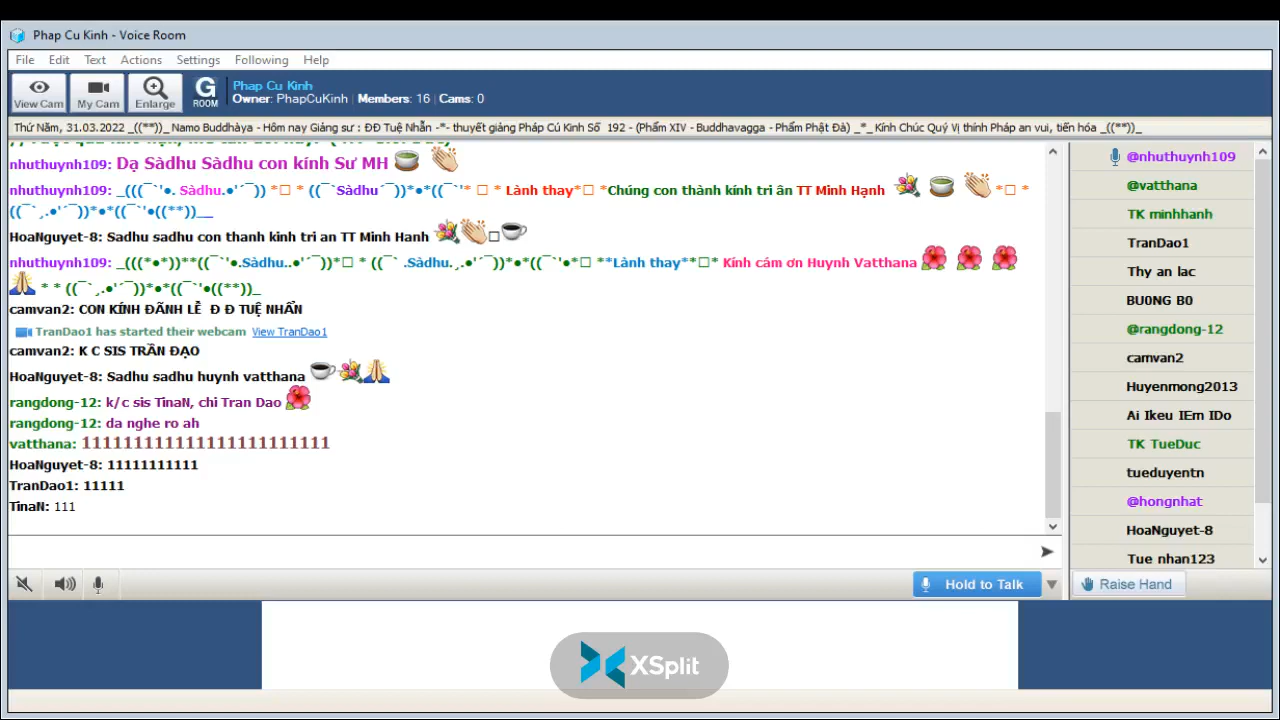 Phap Cu Kinh - Voice Room
File Edit Text Actions Settings Following Help
View Cam My Cam Enlarge G ROOM
Phap Cu Kinh
Owner: PhapCuKinh | Members: 16 | Cams: 0
Thứ Năm, 31.03.2022 _((**))_ Namo Buddhàya - Hôm nay Giảng sư : ĐĐ Tuệ Nhẫn -*- thuyết giảng Pháp Cú Kinh Số 192 - (Phẩm XIV - Buddhavagga - Phẩm Phật Đà) _*_ Kính Chúc Quý Vị thính Pháp an vui, tiến hóa _((**))_
nhuthuynh109: Dạ Sàdhu Sàdhu con kính Sư MH
nhuthuynh109: _(((¯`'•. Sàdhu.•'´¯)) *□ * ((¯`Sàdhu´¯))*•*((¯`'* □ * Lành thay*□ *Chúng con thành kính tri ân TT Minh Hạnh *□ *
((¯`¸.•'´¯))*•*((¯`'•((**))__
HoaNguyet-8: Sadhu sadhu con thanh kinh tri an TT Minh Hanh □
nhuthuynh109: _(((*•*))**((¯`'•.Sàdhu..•'´¯))*□ * ((¯` .Sàdhu.¸.•'´¯))*•*((¯`'•*□ **Lành thay**□* Kính cám ơn Huynh Vatthana
* * ((¯`¸.•'´¯))*•*((¯`'•((**))_
camvan2: CON KÍNH ĐÃNH LỄ Đ Đ TUỆ NHẨN
TranDao1 has started their webcam View TranDao1
camvan2: K C SIS TRẦN ĐẠO
HoaNguyet-8: Sadhu sadhu huynh vatthana
rangdong-12: k/c sis TinaN, chi Tran Dao
rangdong-12: da nghe ro ah
vatthana: 111111111111111111111111
HoaNguyet-8: 11111111111
TranDao1: 11111
TinaN: 111
@nhuthuynh109
@vatthana
TK minhhanh
TranDao1
Thy an lac
BU0NG B0
@rangdong-12
camvan2
Huyenmong2013
Ai Ikeu IEm IDo
TK TueDuc
tueduyentn
@hongnhat
HoaNguyet-8
Tue nhan123
Hold to Talk
Raise Hand
XSplit